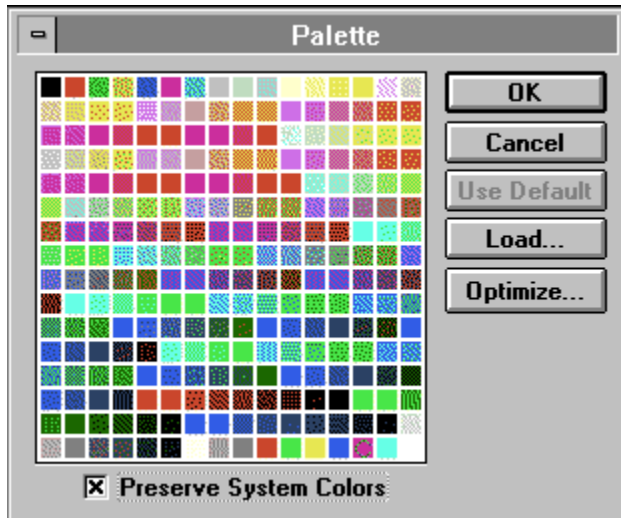 Palette
OK
Cancel
Use Default
Load...
Optimize...
Preserve System Colors